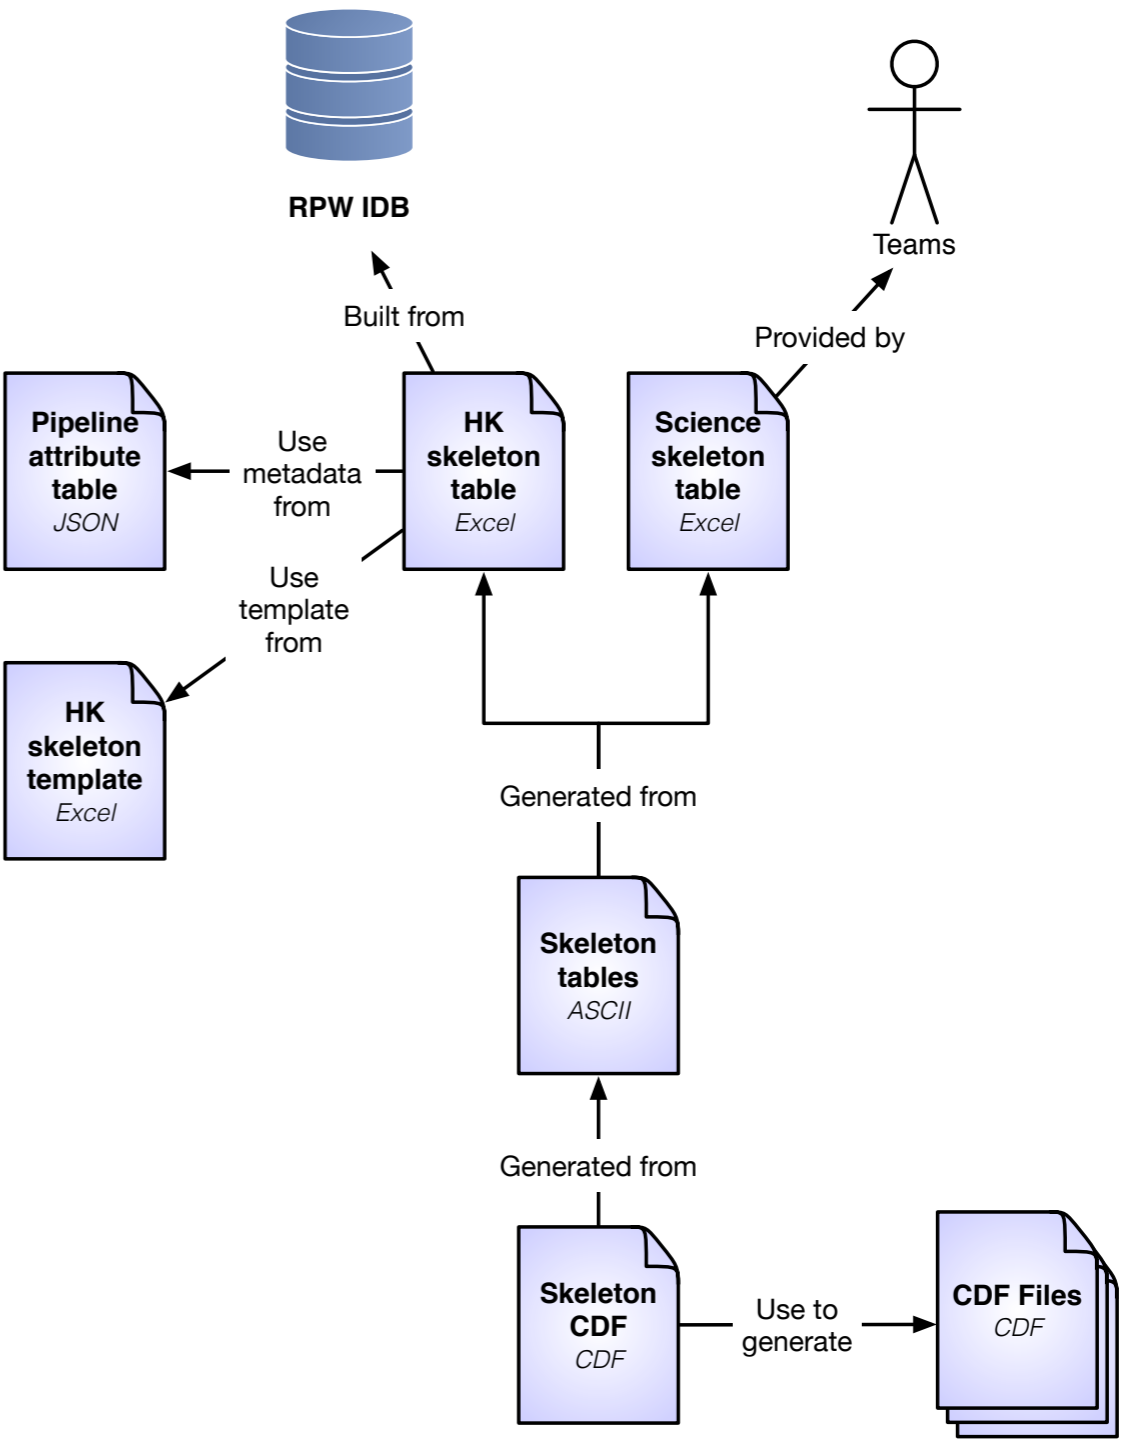 RPW IDB
Teams
Built from
Provided by
Pipeline
attribute
table
JSON
Use
metadata
from
HK
skeleton
table
Excel
Science
skeleton
table
Excel
Use
template
from
HK
skeleton
template
Excel
Generated from
Skeleton
tables
ASCII
Generated from
Skeleton
CDF
CDF
Use to
generate
CDF Files
CDF